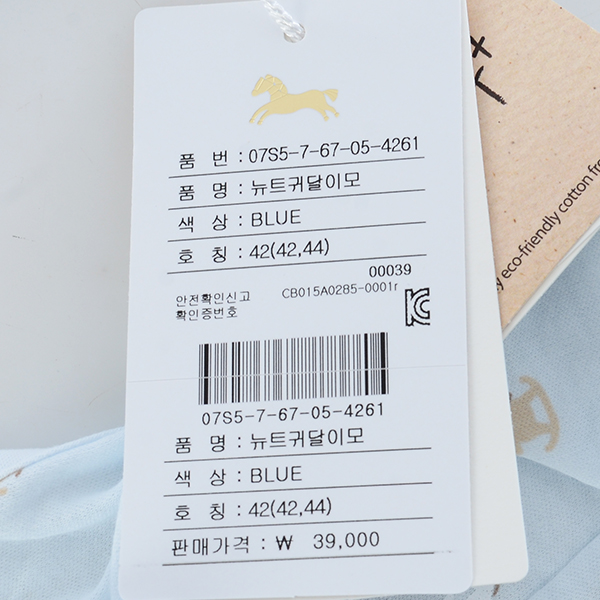 품 번 : 07S5-7-67-05-4261
품 명 : 뉴트귀달이모
색 상 : BLUE
호 칭 : 42(42,44)
00039
안전확인신고 CB015A0285-0001r
확인증번호
07S5-7-67-05-4261
품 명 : 뉴트귀달이모
색 상 : BLUE
호 칭 : 42(42,44)
판매가격 : ₩ 39,000
eco-friendly cotton